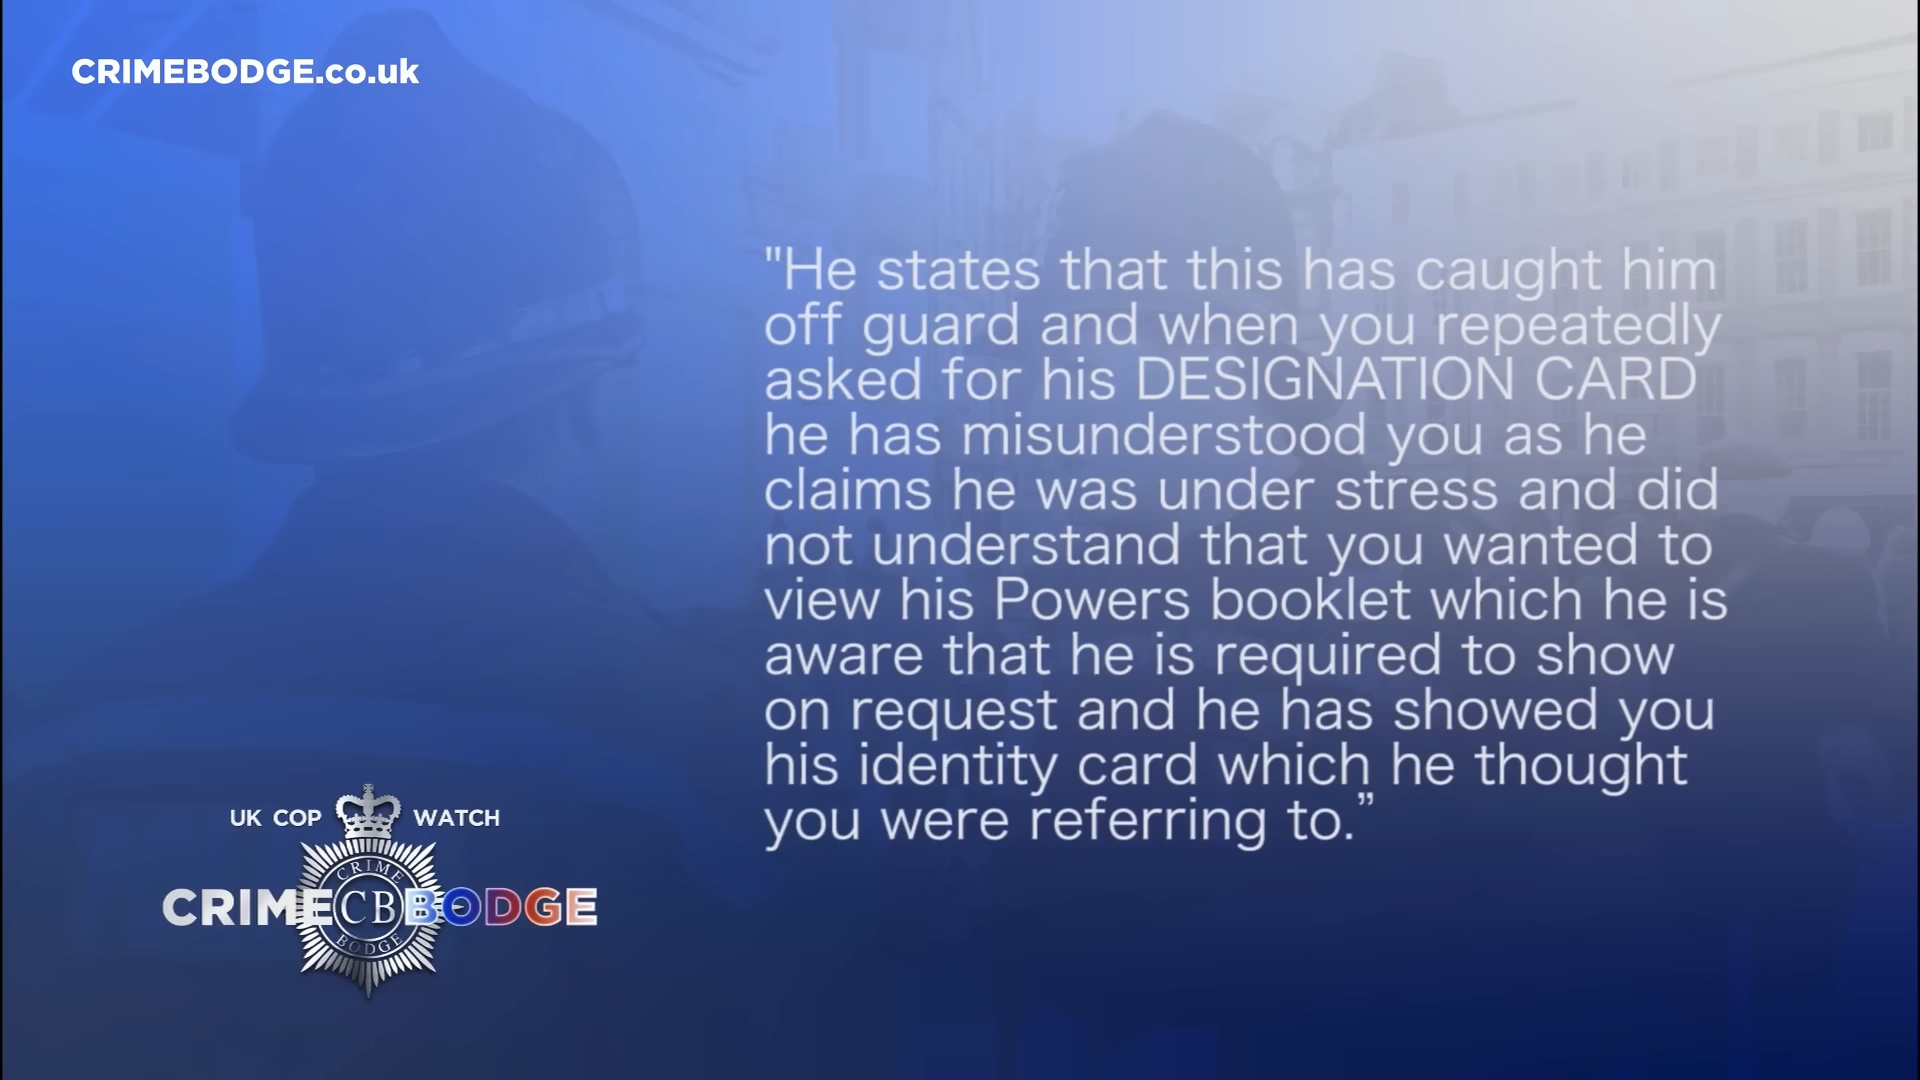 CRIMEBODGE.co.uk
"He states that this has caught him
off guard and when you repeatedly
asked for his DESIGNATION CARD
he has misunderstood you as he
claims he was under stress and did
not understand that you wanted to
view his Powers booklet which he is
aware that he is required to show
on request and he has showed you
his identity card which he thought
you were referring to.”
UK COP WATCH
CRIME
CRIME CB BODGE
BODGE